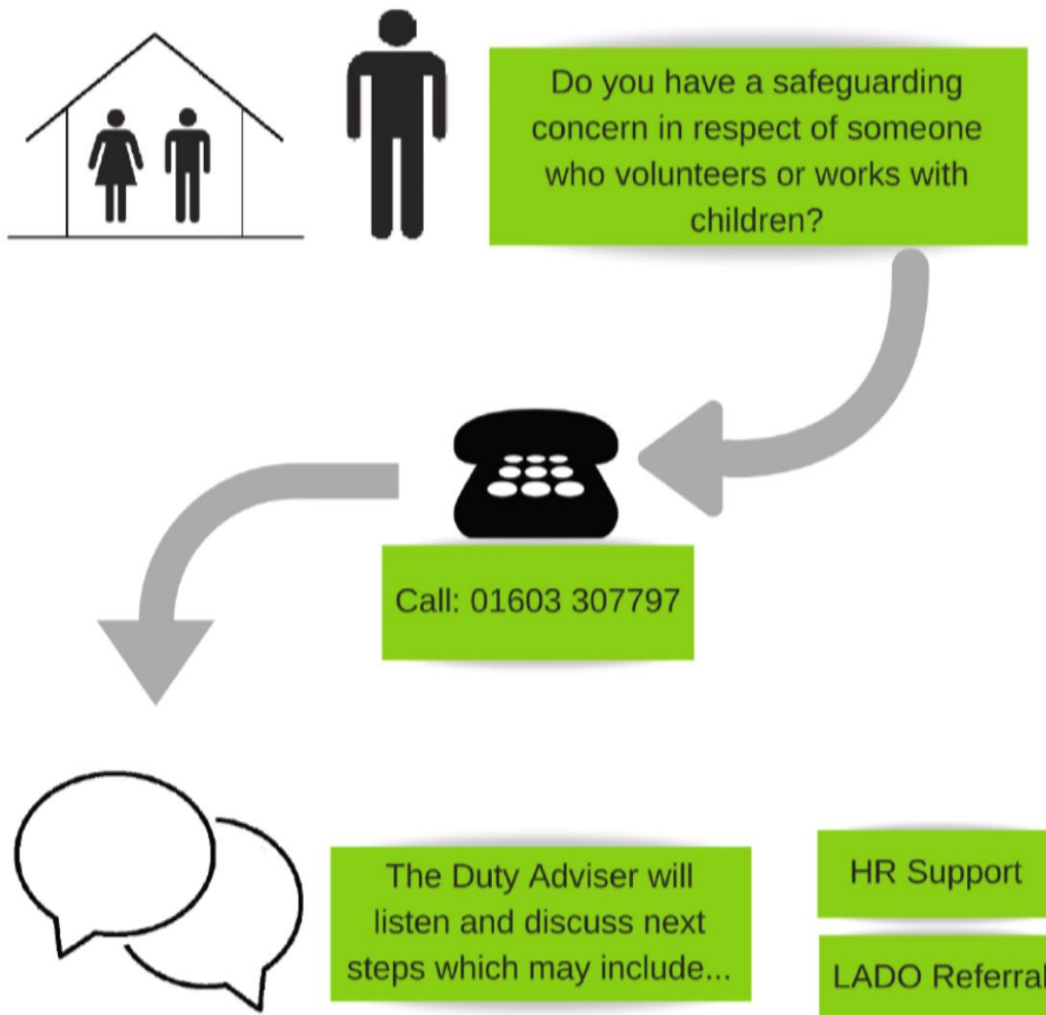 Do you have a safeguarding
concern in respect of someone
who volunteers or works with
children?
Call: 01603 307797
The Duty Adviser will
listen and discuss next
steps which may include...
HR Support
LADO Referral